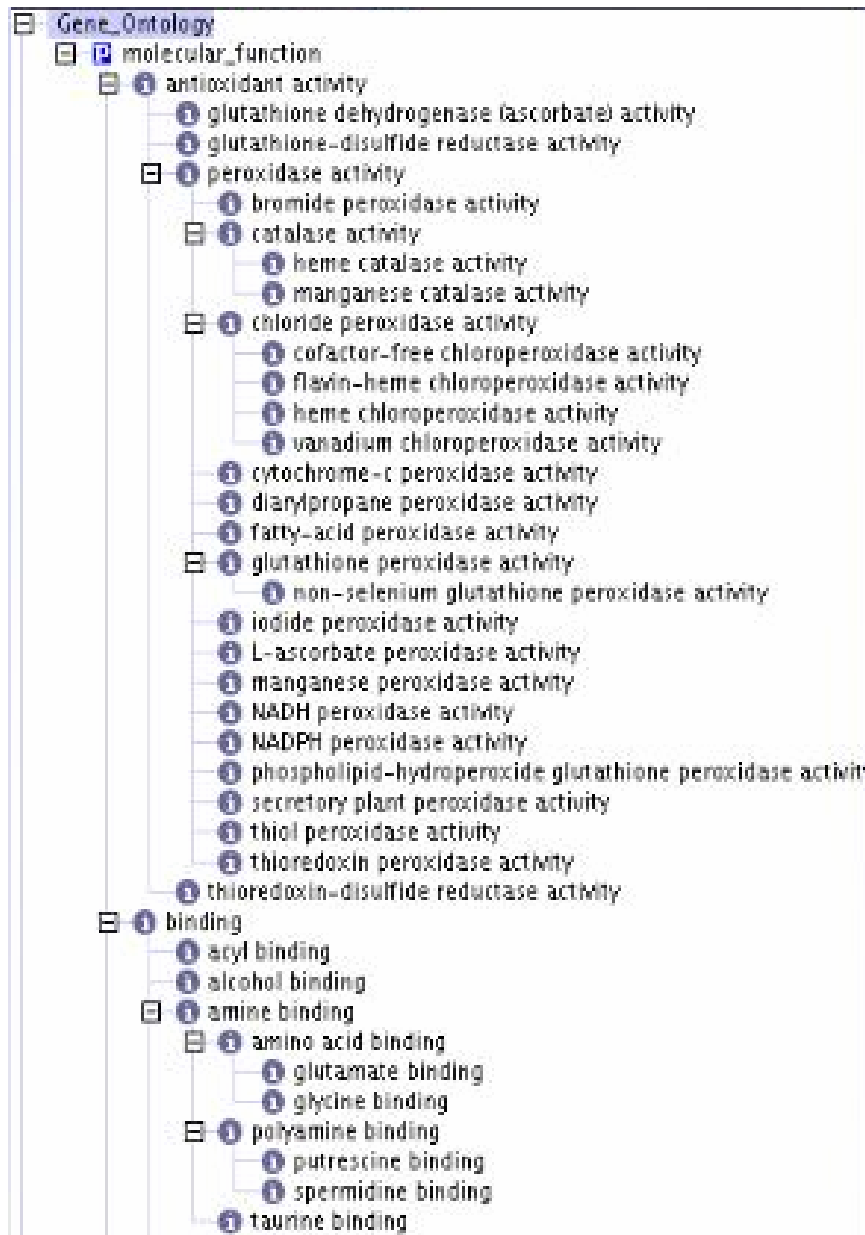 Gene_Ontology
molecular_function
antioxidant activity
glutathione dehydrogenase (ascorbate) activity
glutathione-disulfide reductase activity
peroxidase activity
bromide peroxidase activity
catalase activity
heme catalase activity
manganese catalase activity
chloride peroxidase activity
cofactor-free chloroperoxidase activity
flavin-heme chloroperoxidase activity
heme chloroperoxidase activity
vanadium chloroperoxidase activity
cytochrome-c peroxidase activity
diarylpropane peroxidase activity
fatty-acid peroxidase activity
glutathione peroxidase activity
non-selenium glutathione peroxidase activity
iodide peroxidase activity
L-ascorbate peroxidase activity
manganese peroxidase activity
NADH peroxidase activity
NADPH peroxidase activity
phospholipid-hydroperoxide glutathione peroxidase activit
secretory plant peroxidase activity
thiol peroxidase activity
thioredoxin peroxidase activity
thioredoxin-disulfide reductase activity
binding
acyl binding
alcohol binding
amine binding
amino acid binding
glutamate binding
glycine binding
polyamine binding
putrescine binding
spermidine binding
taurine binding